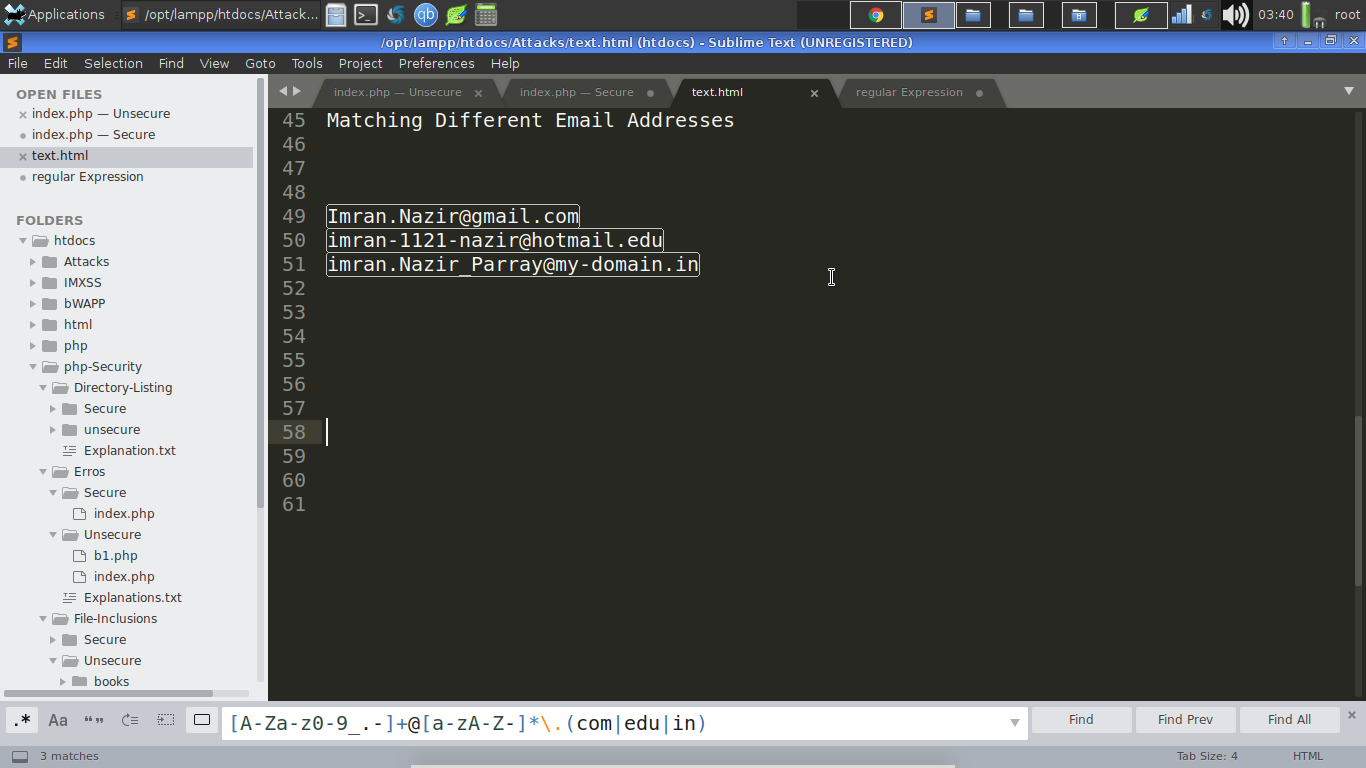 Applications /opt/lampp/htdocs/Attack... qb 03:40 root
/opt/lampp/htdocs/Attacks/text.html (htdocs) - Sublime Text (UNREGISTERED)
File Edit Selection Find View Goto Tools Project Preferences Help
OPEN FILES
index.php — Unsecure
index.php — Secure
text.html
regular Expression
FOLDERS
htdocs
Attacks
IMXSS
bWAPP
html
php
php-Security
Directory-Listing
Secure
unsecure
Explanation.txt
Erros
Secure
index.php
Unsecure
b1.php
index.php
Explanations.txt
File-Inclusions
Secure
Unsecure
books
index.php — Unsecure index.php — Secure text.html regular Expression
45 Matching Different Email Addresses
46
47
48
49 Imran.Nazir@gmail.com
50 imran-1121-nazir@hotmail.edu
51 imran.Nazir_Parray@my-domain.in
52
53
54
55
56
57
58
59
60
61
.* Aa “” [A-Za-z0-9_.-]+@[a-zA-Z-]*\.(com|edu|in) Find Find Prev Find All
3 matches Tab Size: 4 HTML